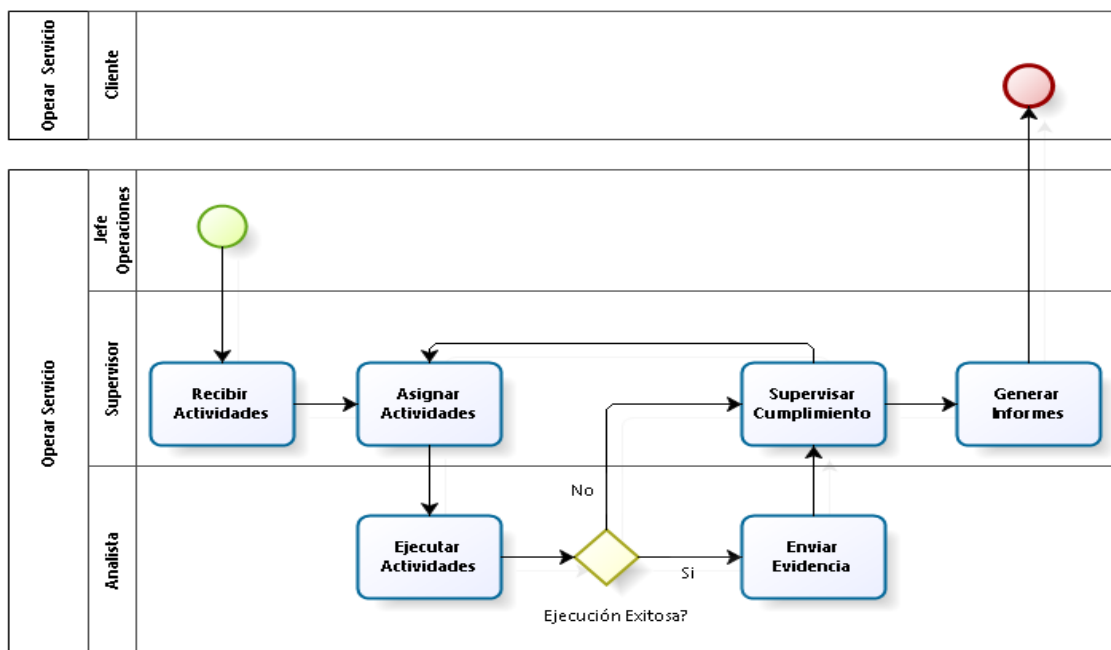 Operar Servicio
Cliente
Operar Servicio
Jefe
Operaciones
Supervisor
Recibir
Actividades
Asignar
Actividades
Supervisar
Cumplimiento
Generar
Informes
Analista
No
Ejecutar
Actividades
Si
Enviar
Evidencia
Ejecución Exitosa?